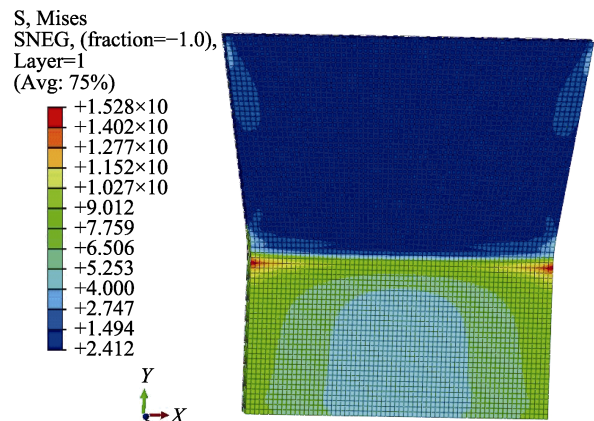 S, Mises
SNEG, (fraction=−1.0),
Layer=1
(Avg: 75%)
+1.528×10
+1.402×10
+1.277×10
+1.152×10
+1.027×10
+9.012
+7.759
+6.506
+5.253
+4.000
+2.747
+1.494
+2.412
Y
X